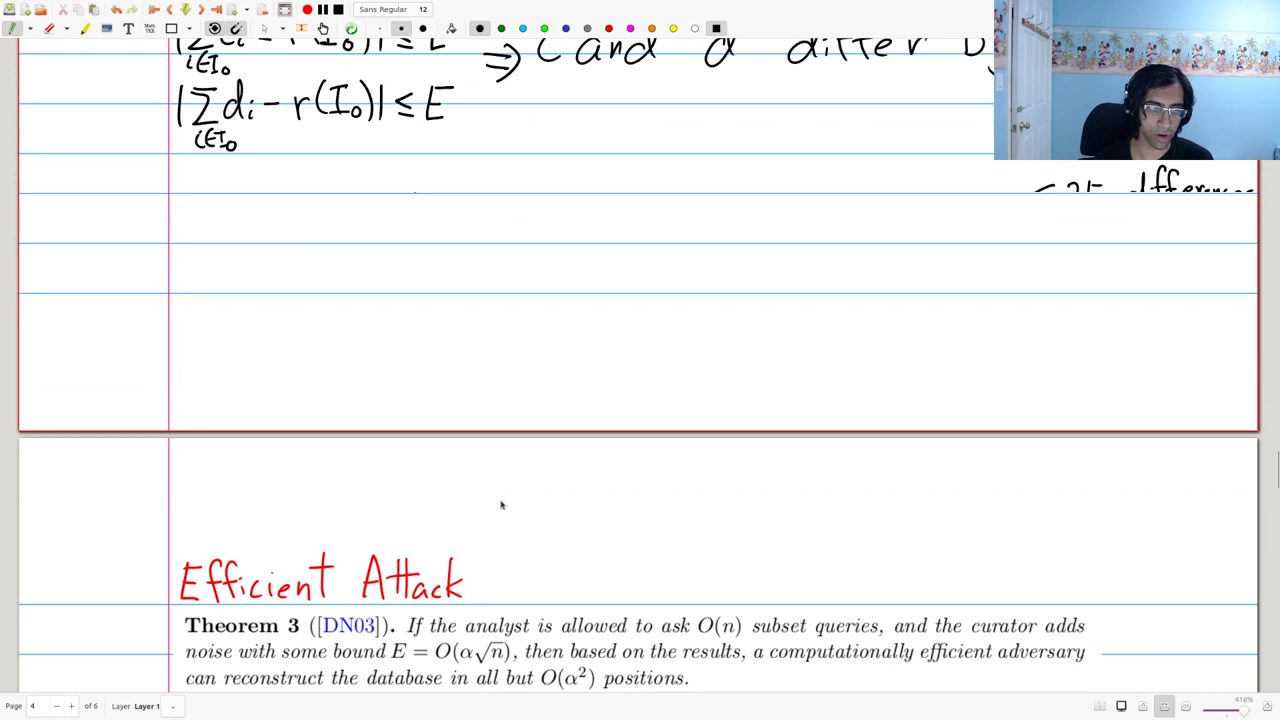 Sans Regular 12
⇒ C and d differ
|∑ dᵢ − r(I₀)| ≤ E
i∈I₀
Efficient Attack
Theorem 3 ([DN03]). If the analyst is allowed to ask O(n) subset queries, and the curator adds
noise with some bound E = O(α√n), then based on the results, a computationally efficient adversary
can reconstruct the database in all but O(α²) positions.
Page 4 of 6 Layer Layer 1 416%